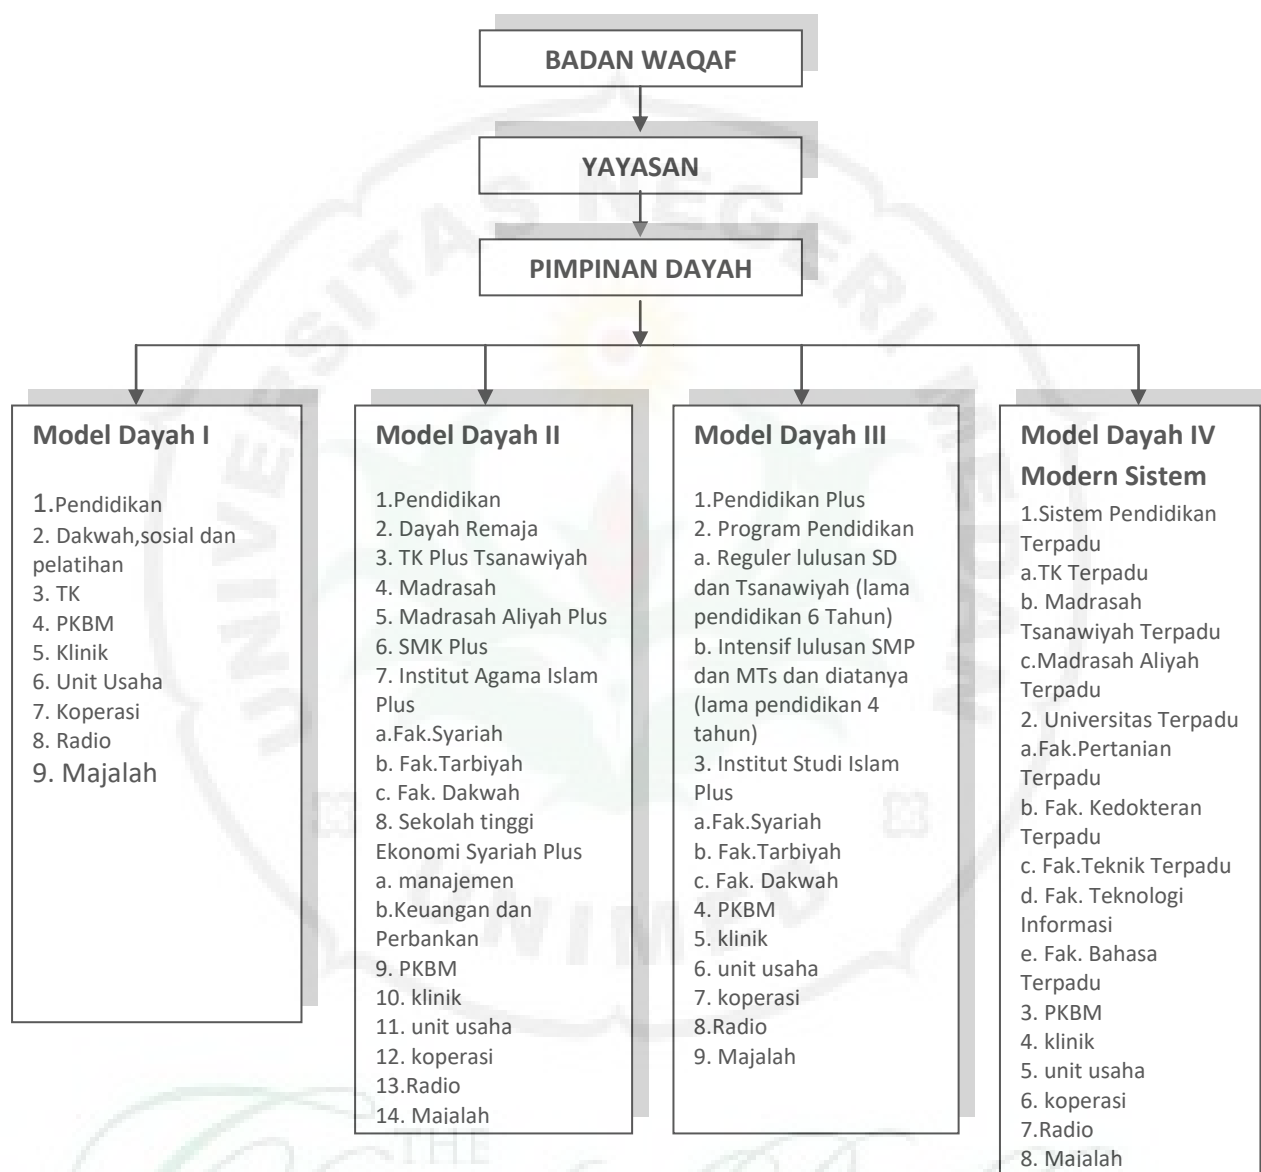 BADAN WAQAF
YAYASAN
PIMPINAN DAYAH
Model Dayah I
1.Pendidikan
2. Dakwah,sosial dan
pelatihan
3. TK
4. PKBM
5. Klinik
6. Unit Usaha
7. Koperasi
8. Radio
9. Majalah
Model Dayah II
1.Pendidikan
2. Dayah Remaja
3. TK Plus Tsanawiyah
4. Madrasah
5. Madrasah Aliyah Plus
6. SMK Plus
7. Institut Agama Islam
Plus
a.Fak.Syariah
b. Fak.Tarbiyah
c. Fak. Dakwah
8. Sekolah tinggi
Ekonomi Syariah Plus
a. manajemen
b.Keuangan dan
Perbankan
9. PKBM
10. klinik
11. unit usaha
12. koperasi
13.Radio
14. Majalah
Model Dayah III
1.Pendidikan Plus
2. Program Pendidikan
a. Reguler lulusan SD
dan Tsanawiyah (lama
pendidikan 6 Tahun)
b. Intensif lulusan SMP
dan MTs dan diatanya
(lama pendidikan 4
tahun)
3. Institut Studi Islam
Plus
a.Fak.Syariah
b. Fak.Tarbiyah
c. Fak. Dakwah
4. PKBM
5. klinik
6. unit usaha
7. koperasi
8.Radio
9. Majalah
Model Dayah IV
Modern Sistem
1.Sistem Pendidikan
Terpadu
a.TK Terpadu
b. Madrasah
Tsanawiyah Terpadu
c.Madrasah Aliyah
Terpadu
2. Universitas Terpadu
a.Fak.Pertanian
Terpadu
b. Fak. Kedokteran
Terpadu
c. Fak.Teknik Terpadu
d. Fak. Teknologi
Informasi
e. Fak. Bahasa
Terpadu
3. PKBM
4. klinik
5. unit usaha
6. koperasi
7.Radio
8. Majalah
UNIVERSITAS NEGERI MEDAN
UNIMED
THE